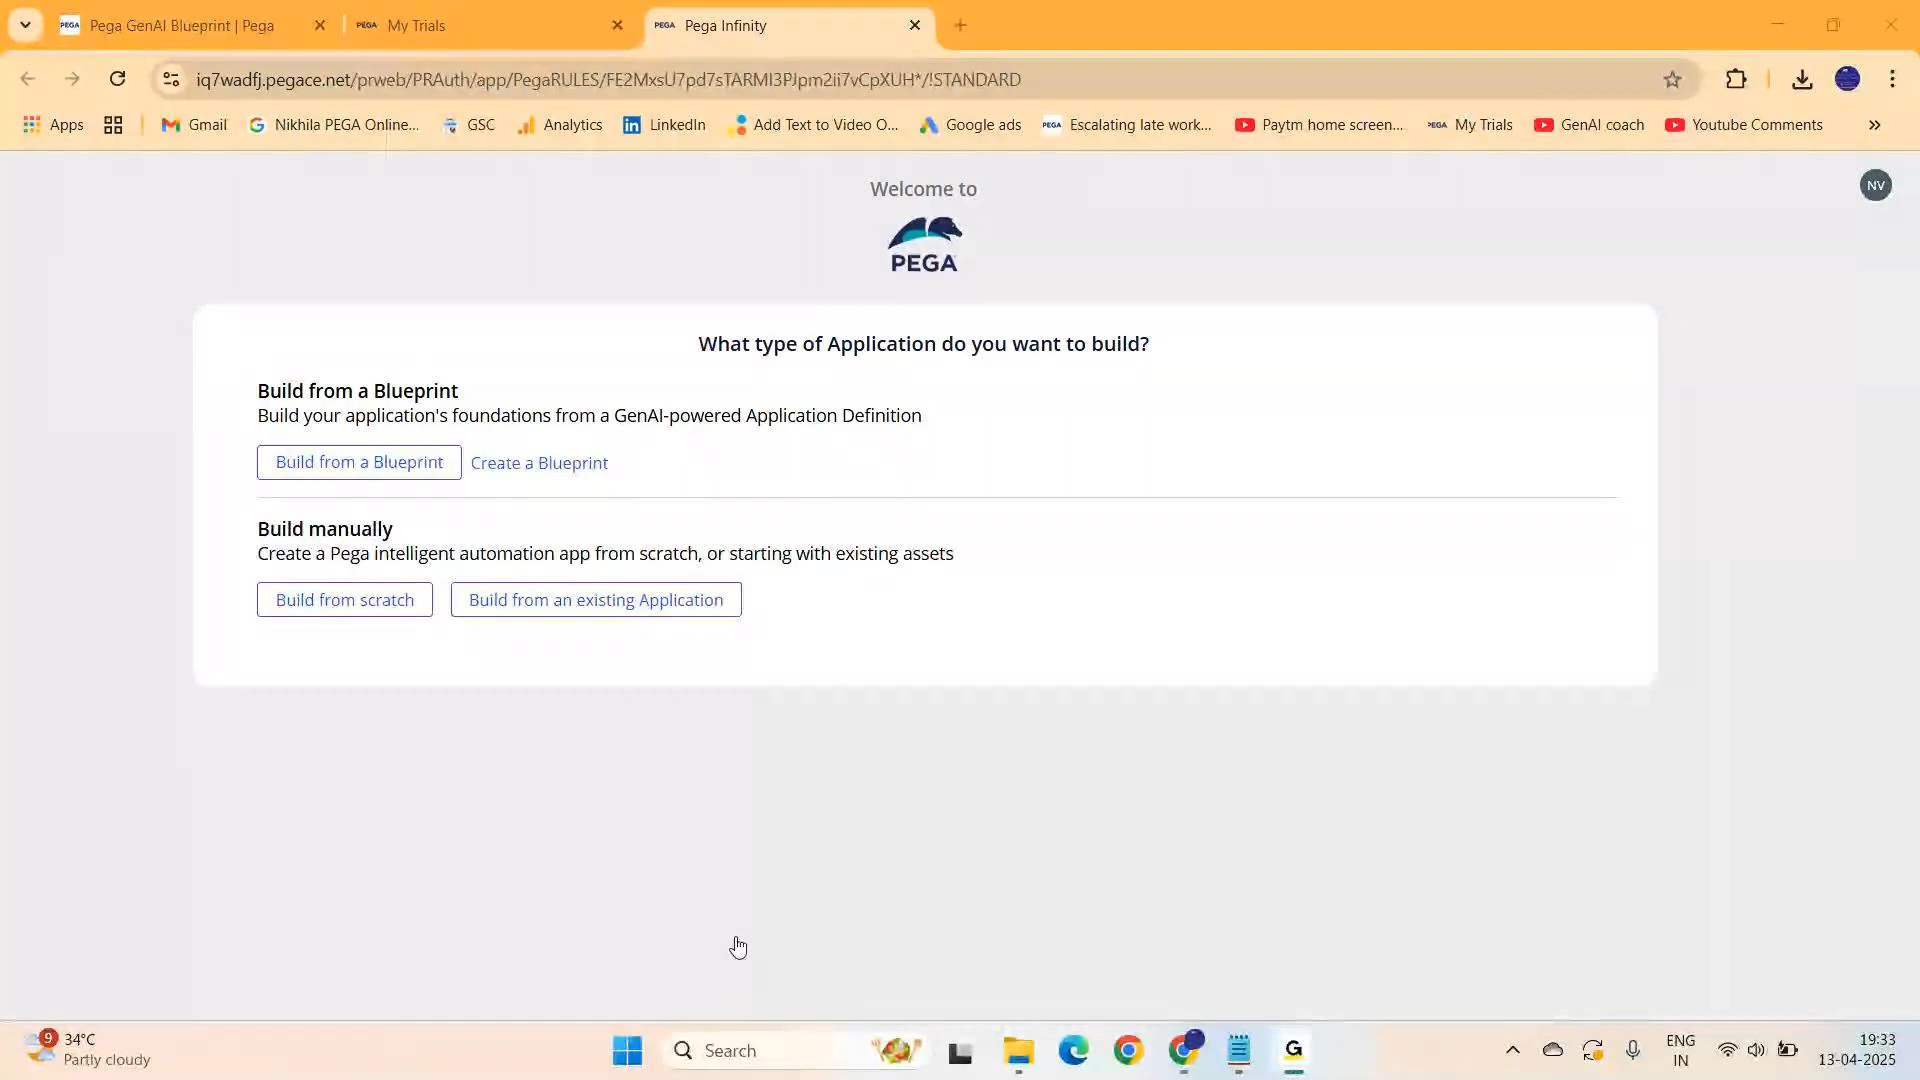 PEGA Pega GenAI Blueprint | Pega
PEGA My Trials
PEGA Pega Infinity
iq7wadfj.pegace.net/prweb/PRAuth/app/PegaRULES/FE2MxsU7pd7sTARMI3PJpm2ii7vCpXUH*/!STANDARD
Apps
Gmail
Nikhila PEGA Online...
GSC
Analytics
LinkedIn
Add Text to Video O...
Google ads
PEGA Escalating late work...
Paytm home screen...
PEGA My Trials
GenAI coach
Youtube Comments
Welcome to
NV
PEGA
What type of Application do you want to build?
Build from a Blueprint
Build your application's foundations from a GenAI-powered Application Definition
Build from a Blueprint Create a Blueprint
Build manually
Create a Pega intelligent automation app from scratch, or starting with existing assets
Build from scratch Build from an existing Application
9
34°C
Partly cloudy
Search
G
ENG
IN
19:33
13-04-2025